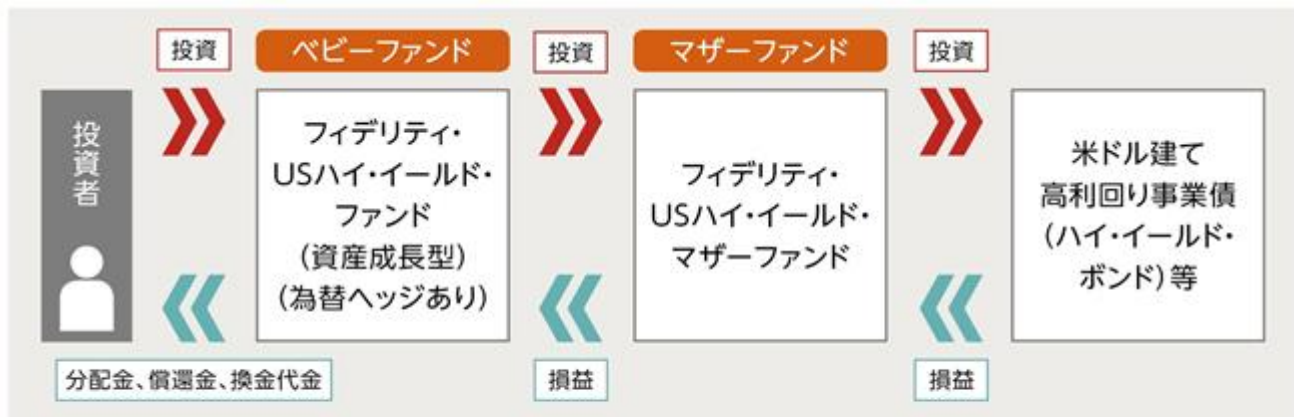 投資
ベビーファンド
投資
マザーファンド
投資
投資者
フィデリティ・
USハイ・イールド・
ファンド
(資産成長型)
(為替ヘッジあり)
フィデリティ・
USハイ・イールド・
マザーファンド
米ドル建て
高利回り事業債
(ハイ・イールド・
ボンド)等
分配金、償還金、換金代金
損益
損益